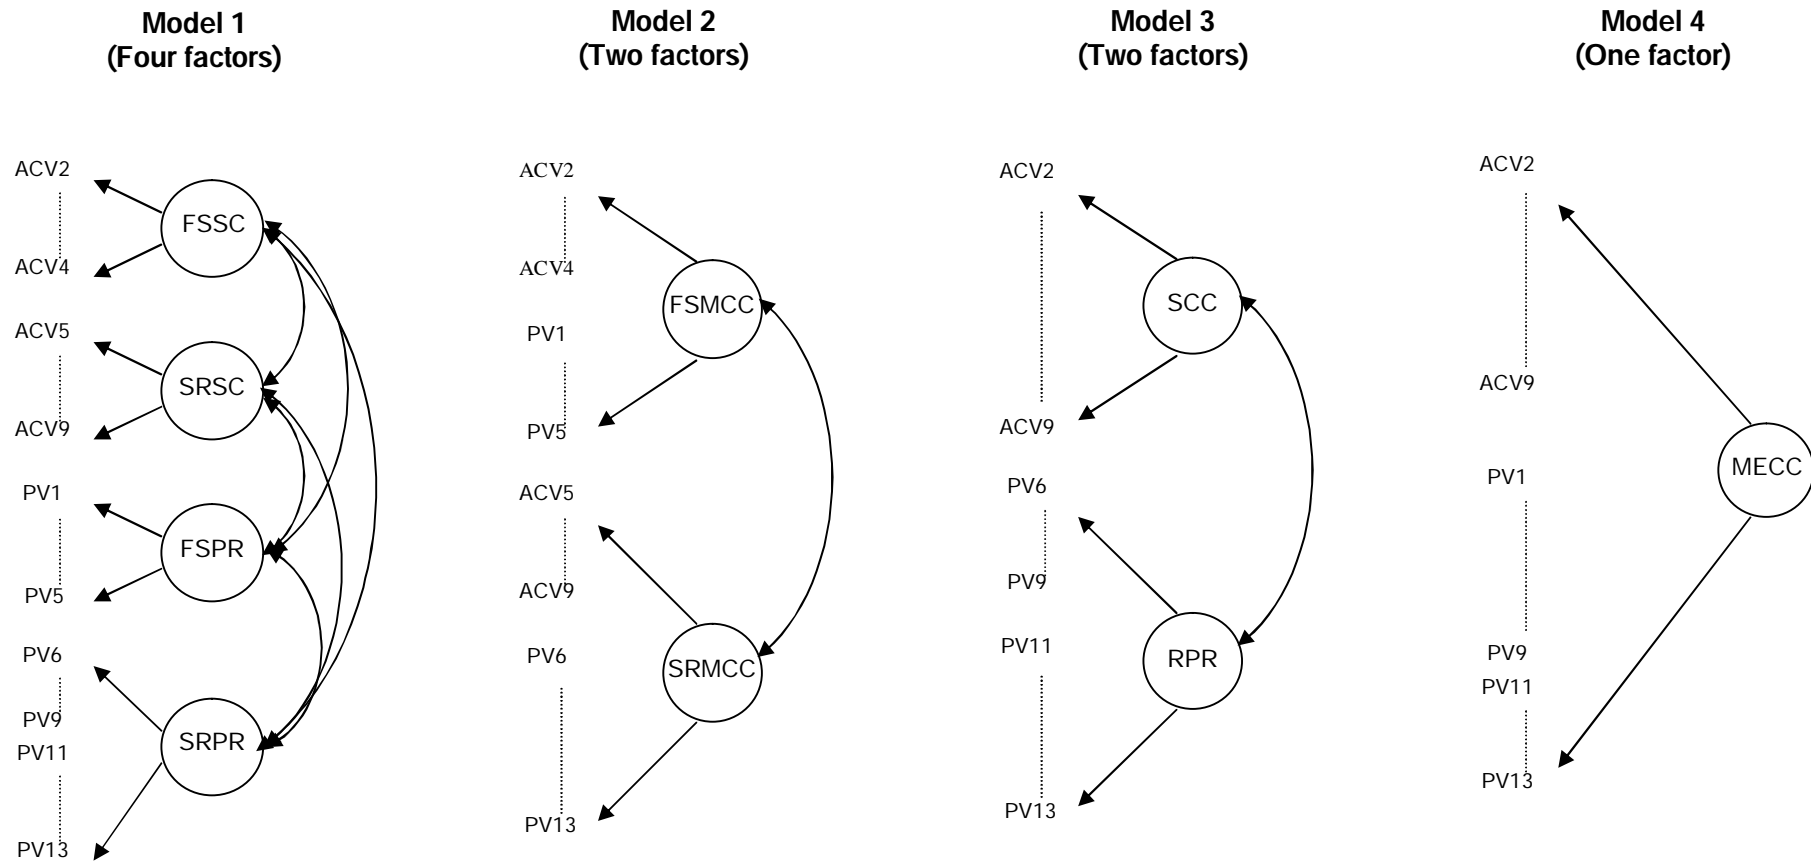 Model 1
(Four factors)
ACV2
ACV4
ACV5
ACV9
PV1
PV5
PV6
PV9
PV11
PV13
FSSC
SRSC
FSPR
SRPR
Model 2
(Two factors)
ACV2
ACV4
PV1
PV5
ACV5
ACV9
PV6
PV13
FSMCC
SRMCC
Model 3
(Two factors)
ACV2
ACV9
PV6
PV9
PV11
PV13
SCC
RPR
Model 4
(One factor)
ACV2
ACV9
PV1
PV9
PV11
PV13
MECC